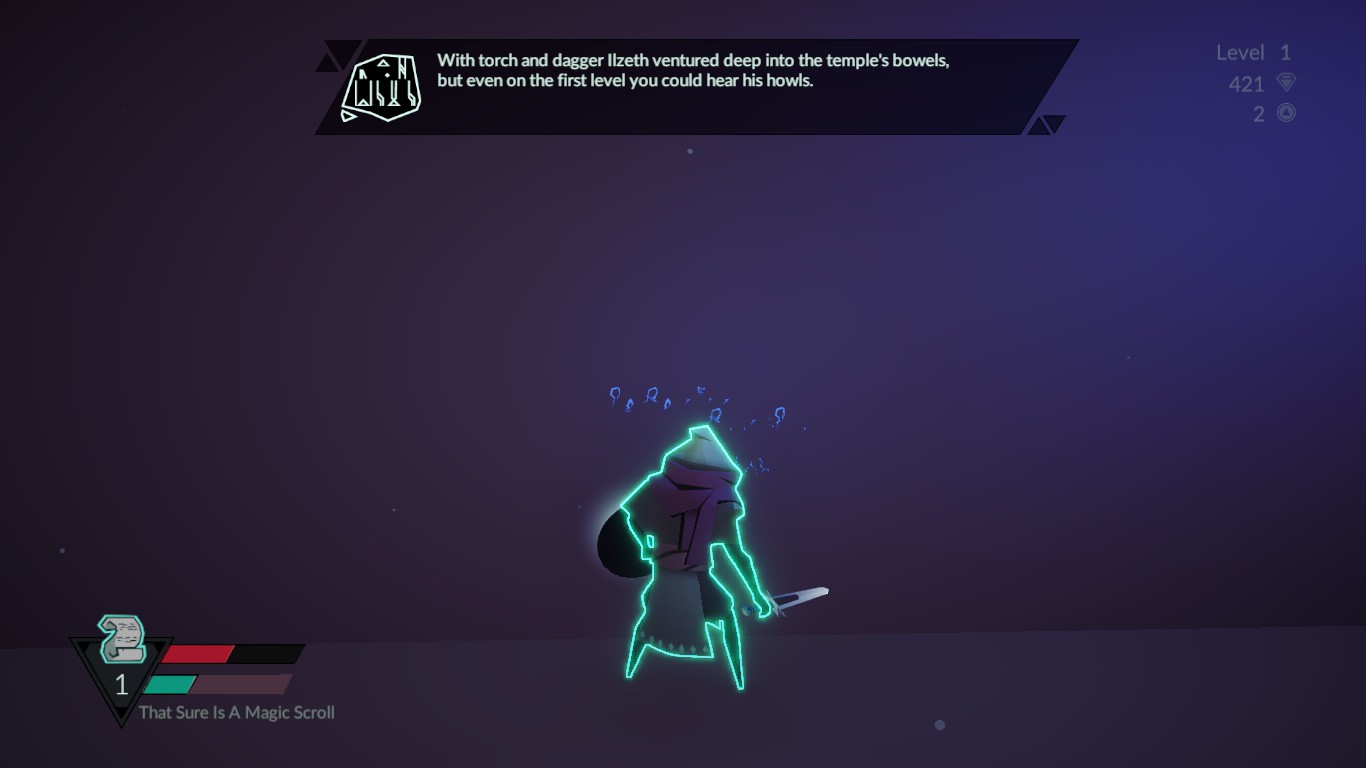 With torch and dagger Ilzeth ventured deep into the temple's bowels,
but even on the first level you could hear his howls.
Level 1
421
2
1
That Sure Is A Magic Scroll